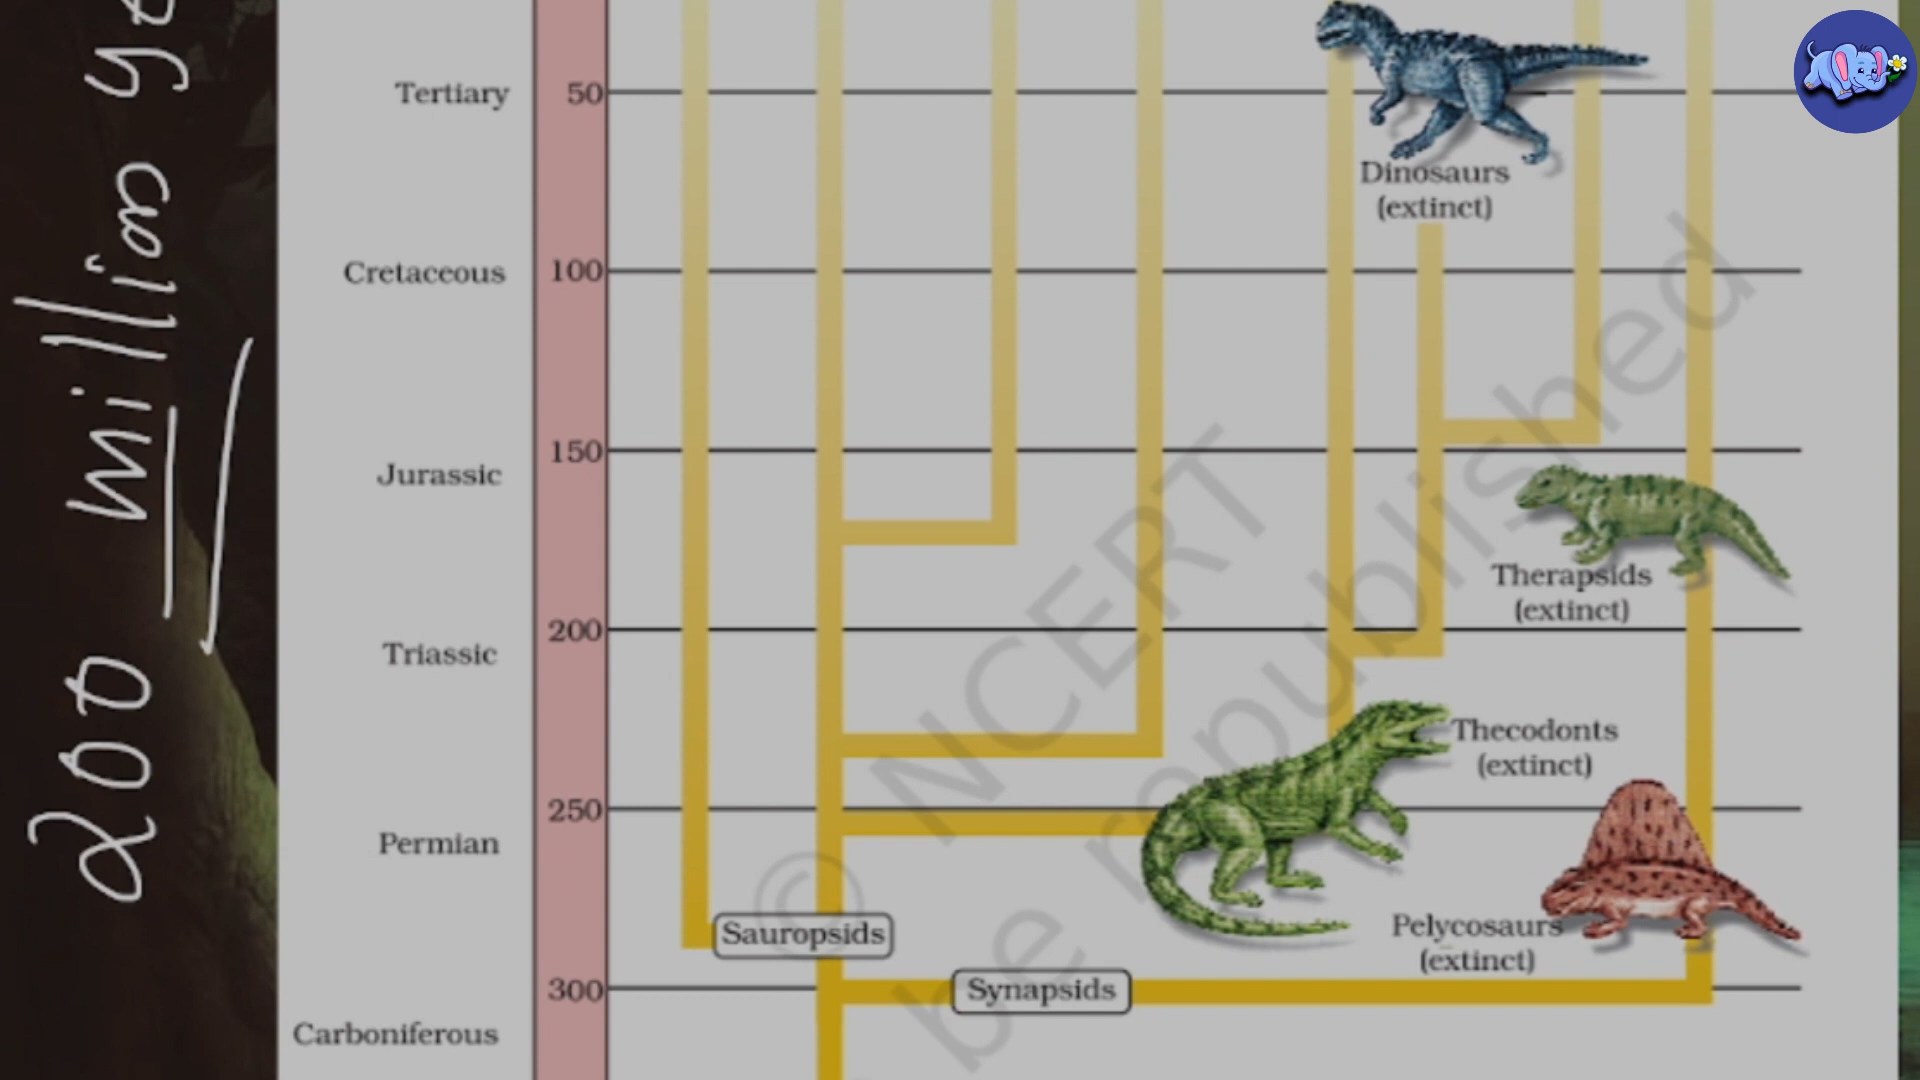 200 million
Tertiary
50
Dinosaurs
(extinct)
Cretaceous
100
150
Jurassic
Therapsids
(extinct)
200
Triassic
Thecodonts
(extinct)
250
Permian
Pelycosaurs
(extinct)
Sauropsids
300
Synapsids
Carboniferous
© NCERT
be republished